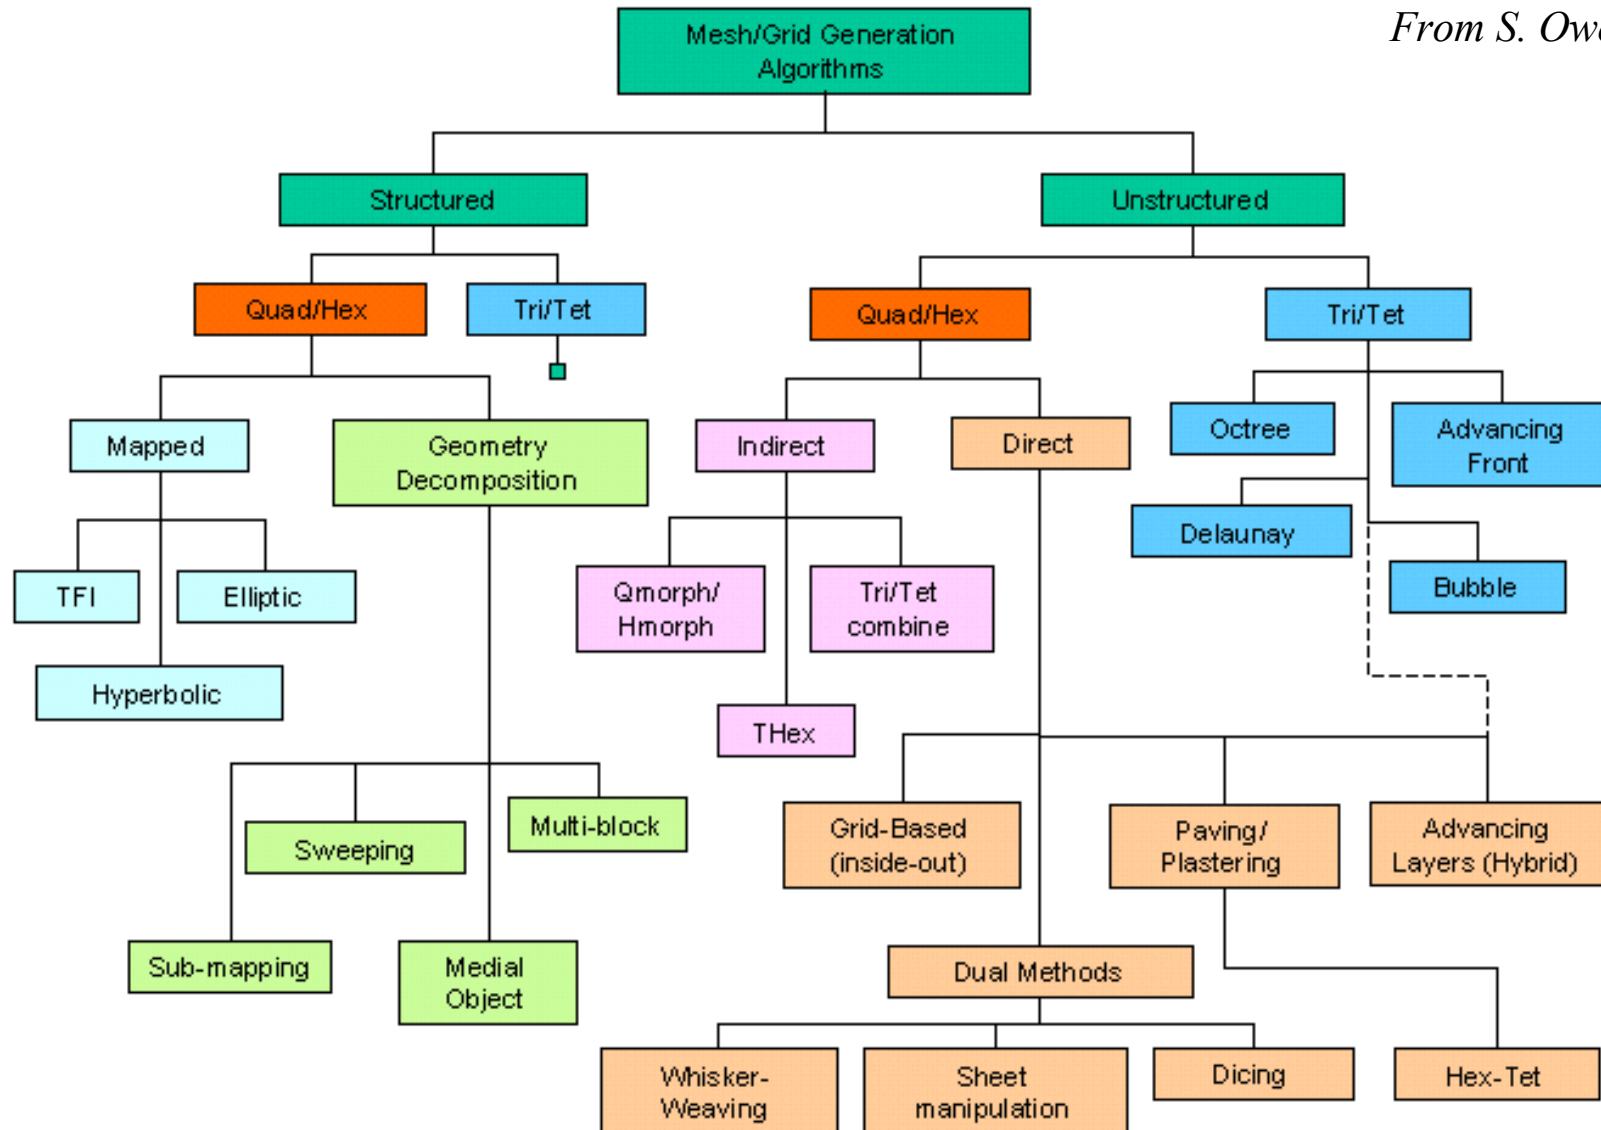 From S. Owe
Mesh/Grid Generation
Algorithms
Structured
Unstructured
Quad/Hex
Tri/Tet
Quad/Hex
Tri/Tet
Mapped
Geometry
Decomposition
Indirect
Direct
Octree
Advancing
Front
Delaunay
Bubble
TFI
Elliptic
Hyperbolic
Qmorph/
Hmorph
Tri/Tet
combine
THex
Sub-mapping
Sweeping
Medial
Object
Multi-block
Grid-Based
(inside-out)
Paving/
Plastering
Advancing
Layers (Hybrid)
Dual Methods
Whisker-
Weaving
Sheet
manipulation
Dicing
Hex-Tet